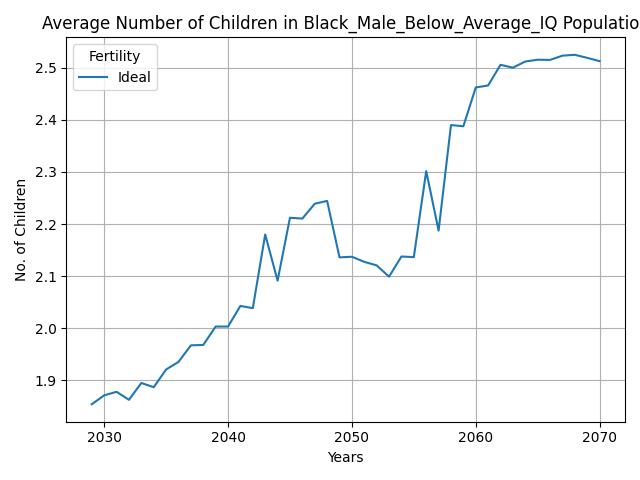 Average Number of Children in Black_Male_Below_Average_IQ Populatio
Fertility
Ideal
No. of Children
2.5
2.4
2.3
2.2
2.1
2.0
1.9
2030 2040 2050 2060 2070
Years